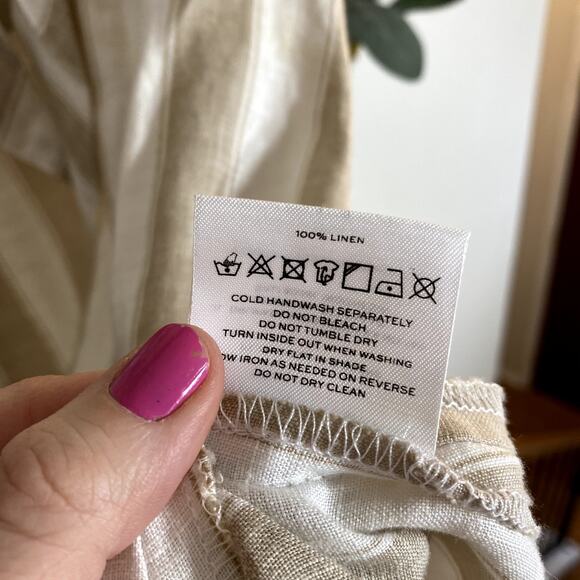 100% LINEN
COLD HANDWASH SEPARATELY
DO NOT BLEACH
DO NOT TUMBLE DRY
TURN INSIDE OUT WHEN WASHING
DRY FLAT IN SHADE
OW IRON AS NEEDED ON REVERSE
DO NOT DRY CLEAN